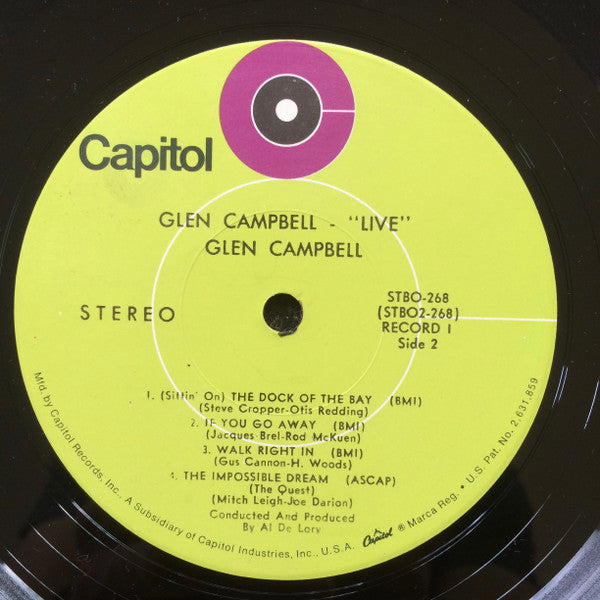 Capitol
GLEN CAMPBELL - "LIVE"
GLEN CAMPBELL
STEREO
STBO-268
(STBO2-268)
RECORD I
Side 2
1. (Sittin' On) THE DOCK OF THE BAY (BMI)
(Steve Cropper-Otis Redding)
2. IF YOU GO AWAY (BMI)
(Jacques Brel-Rod McKuen)
3. WALK RIGHT IN (BMI)
(Gus Cannon-H. Woods)
4. THE IMPOSSIBLE DREAM (ASCAP)
(The Quest)
(Mitch Leigh-Joe Darion)
Conducted And Produced
By Al De Lory
Mfd. by Capitol Records, Inc., A Subsidiary of Capitol Industries, Inc., U.S.A. Capitol ® Marca Reg. • U.S. Pat. No. 2,631,859